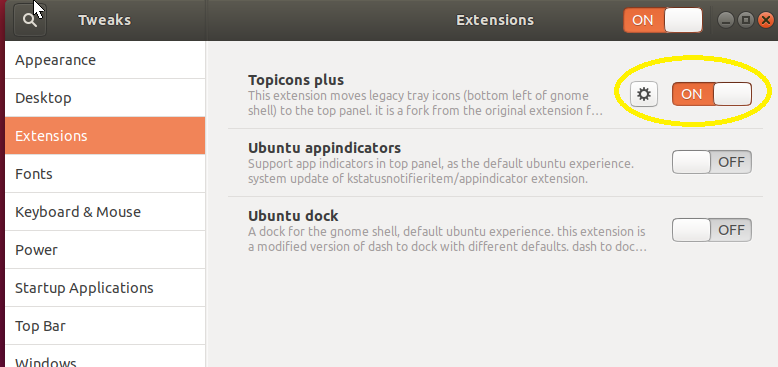 Tweaks
Extensions
ON
Appearance
Desktop
Extensions
Fonts
Keyboard & Mouse
Power
Startup Applications
Top Bar
Windows
Topicons plus
This extension moves legacy tray icons (bottom left of gnome
shell) to the top panel. it is a fork from the original extension f…
ON
Ubuntu appindicators
Support app indicators in top panel, as the default ubuntu experience.
system update of kstatusnotifieritem/appindicator extension.
OFF
Ubuntu dock
A dock for the gnome shell, default ubuntu experience. this extension is
a modified version of dash to dock with different defaults. dash to doc…
OFF